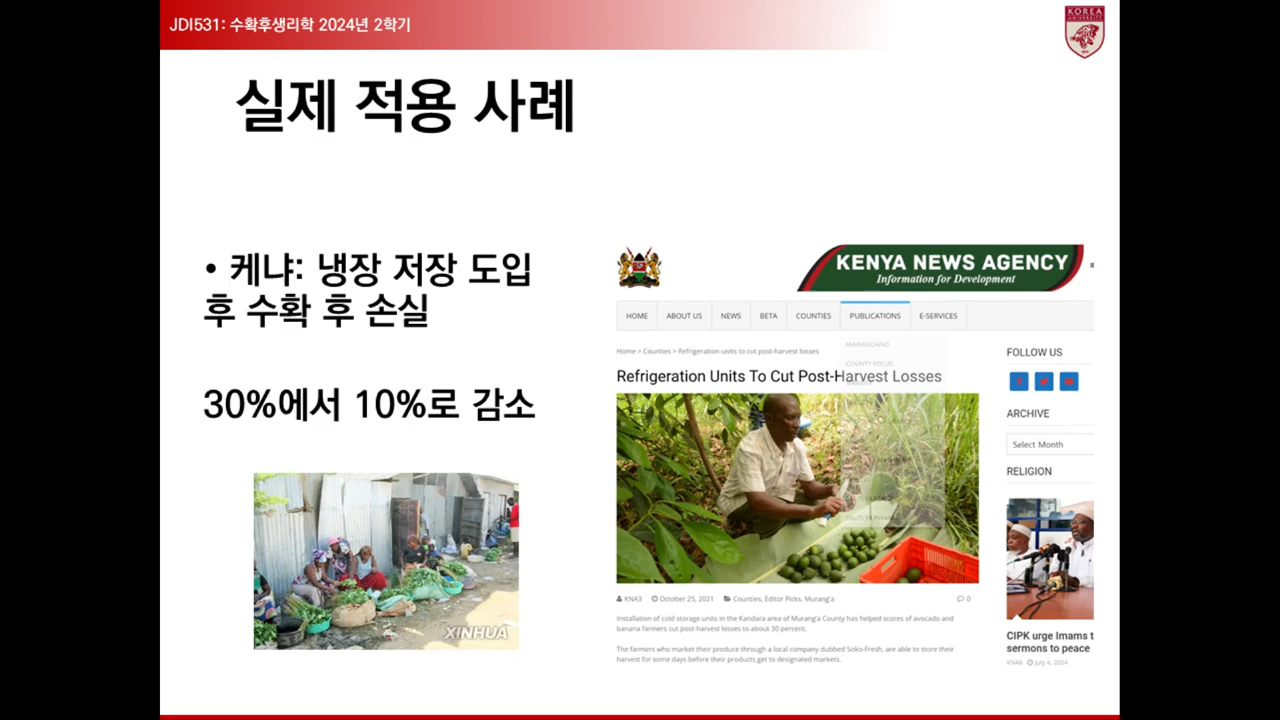 JDI531: 수확후생리학 2024년 2학기
KOREA
UNIVERSITY
실제 적용 사례
• 케냐: 냉장 저장 도입
후 수확 후 손실
30%에서 10%로 감소
XINHUA
KENYA NEWS AGENCY
Information for Development
HOME ABOUT US NEWS BETA COUNTIES PUBLICATIONS E-SERVICES
MAWASILIANO
COUNTY FOCUS
Home > Counties > Refrigeration units to cut post-harvest losses
Refrigeration Units To Cut Post-Harvest Losses
KNA3 October 25, 2021 Counties, Editor Picks, Murang'a 0
Installation of cold storage units in the Kandara area of Murang'a County has helped scores of avocado and
banana farmers cut post-harvest losses to about 30 percent.
The farmers who market their produce through a local company dubbed Soko-Fresh, are able to store their
harvest for some days before their products get to designated markets.
FOLLOW US
ARCHIVE
Select Month
RELIGION
CIPK urge Imams t
sermons to peace
KNA6 July 4, 2024